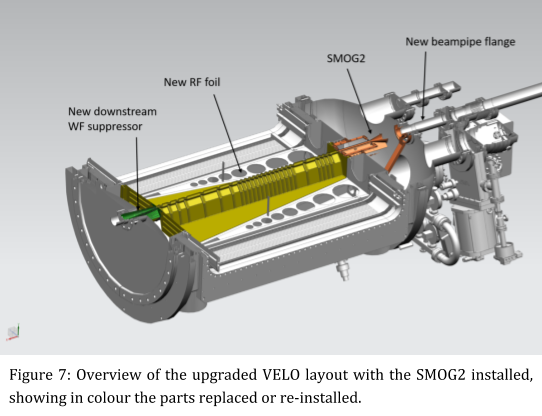 New beampipe flange
SMOG2
New RF foil
New downstream
WF suppressor
Figure 7: Overview of the upgraded VELO layout with the SMOG2 installed,
showing in colour the parts replaced or re-installed.